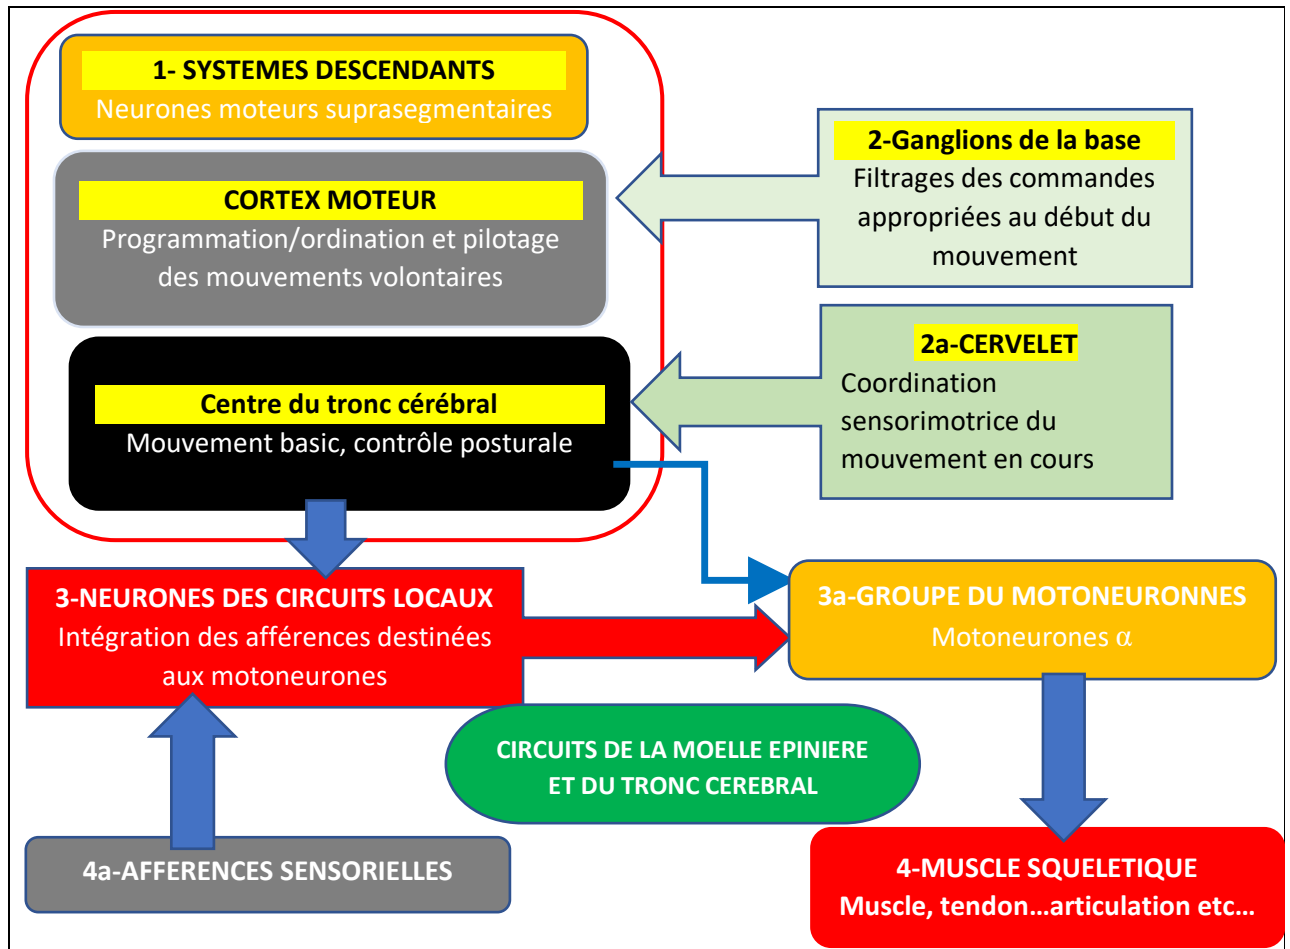 1- SYSTEMES DESCENDANTS
Neurones moteurs suprasegmentaires
CORTEX MOTEUR
Programmation/ordination et pilotage
des mouvements volontaires
Centre du tronc cérébral
Mouvement basic, contrôle posturale
2-Ganglions de la base
Filtrages des commandes
appropriées au début du
mouvement
2a-CERVELET
Coordination
sensorimotrice du
mouvement en cours
3-NEURONES DES CIRCUITS LOCAUX
Intégration des afférences destinées
aux motoneurones
3a-GROUPE DU MOTONEURONNES
Motoneurones α
CIRCUITS DE LA MOELLE EPINIERE
ET DU TRONC CEREBRAL
4a-AFFERENCES SENSORIELLES
4-MUSCLE SQUELETIQUE
Muscle, tendon…articulation etc…